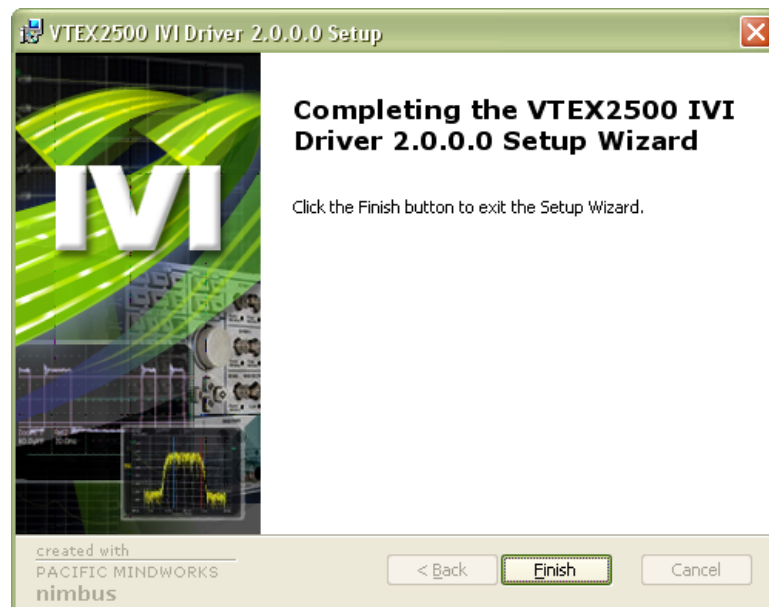 VTEX2500 IVI Driver 2.0.0.0 Setup
IVI
Completing the VTEX2500 IVI
Driver 2.0.0.0 Setup Wizard
Click the Finish button to exit the Setup Wizard.
created with
PACIFIC MINDWORKS
nimbus
< Back
Finish
Cancel